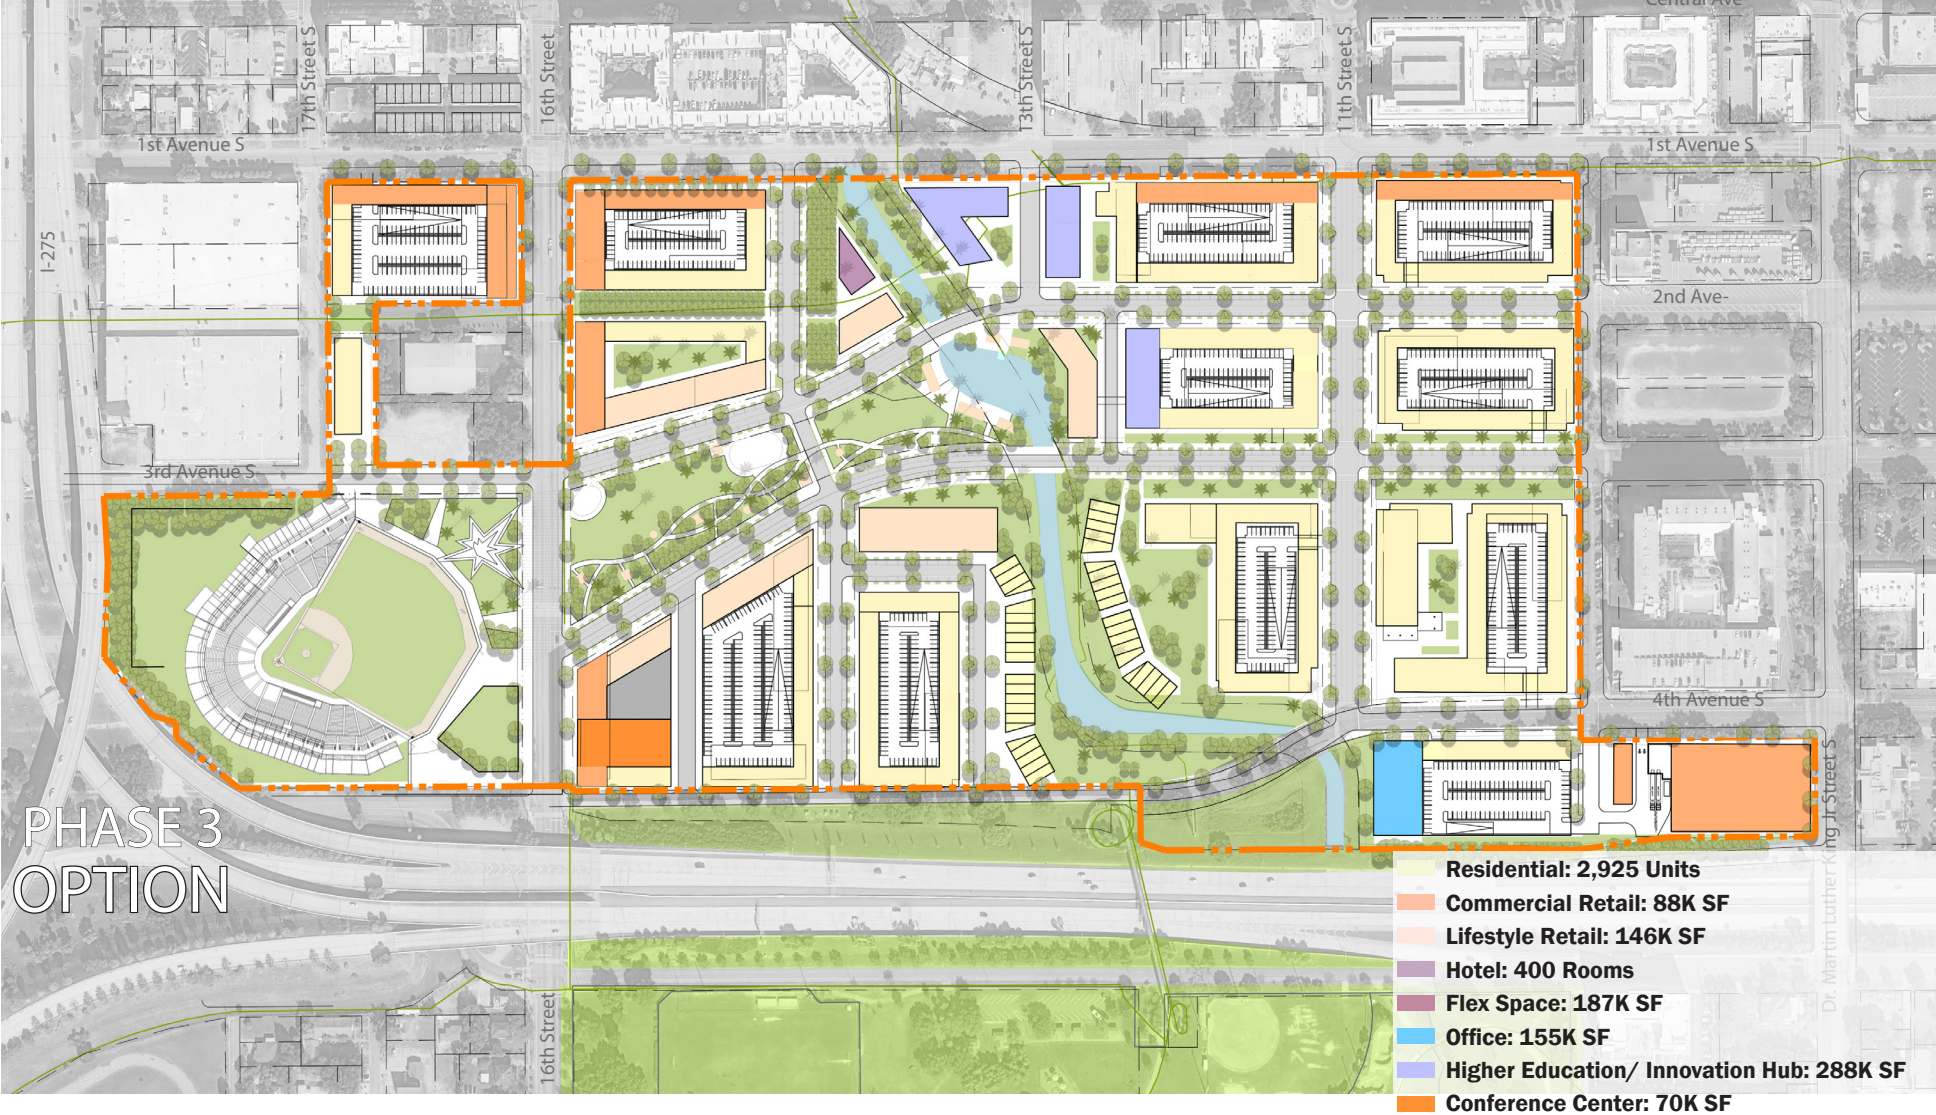 Central Ave
17th Street S
16th Street
13th Street S
11th Street S
1st Avenue S
1st Avenue S
I-275
2nd Ave-
3rd Avenue S
4th Avenue S
Dr. Martin Luther King Jr Street S
PHASE 3
OPTION
16th Street
Residential: 2,925 Units
Commercial Retail: 88K SF
Lifestyle Retail: 146K SF
Hotel: 400 Rooms
Flex Space: 187K SF
Office: 155K SF
Higher Education/ Innovation Hub: 288K SF
Conference Center: 70K SF